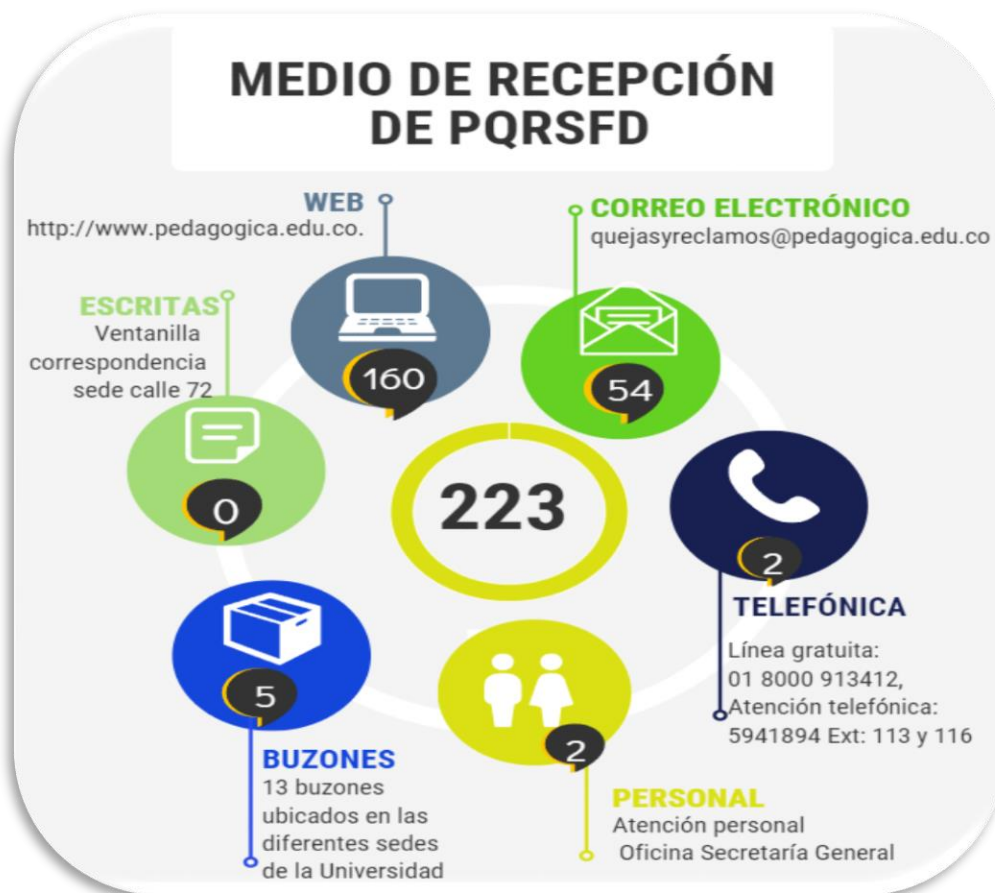 MEDIO DE RECEPCIÓN
DE PQRSFD
WEB
http://www.pedagogica.edu.co.
160
CORREO ELECTRÓNICO
quejasyreclamos@pedagogica.edu.co
54
ESCRITAS
Ventanilla
correspondencia
sede calle 72
0
223
2
TELEFÓNICA
Línea gratuita:
01 8000 913412,
Atención telefónica:
5941894 Ext: 113 y 116
5
BUZONES
13 buzones
ubicados en las
diferentes sedes
de la Universidad
2
PERSONAL
Atención personal
Oficina Secretaría General